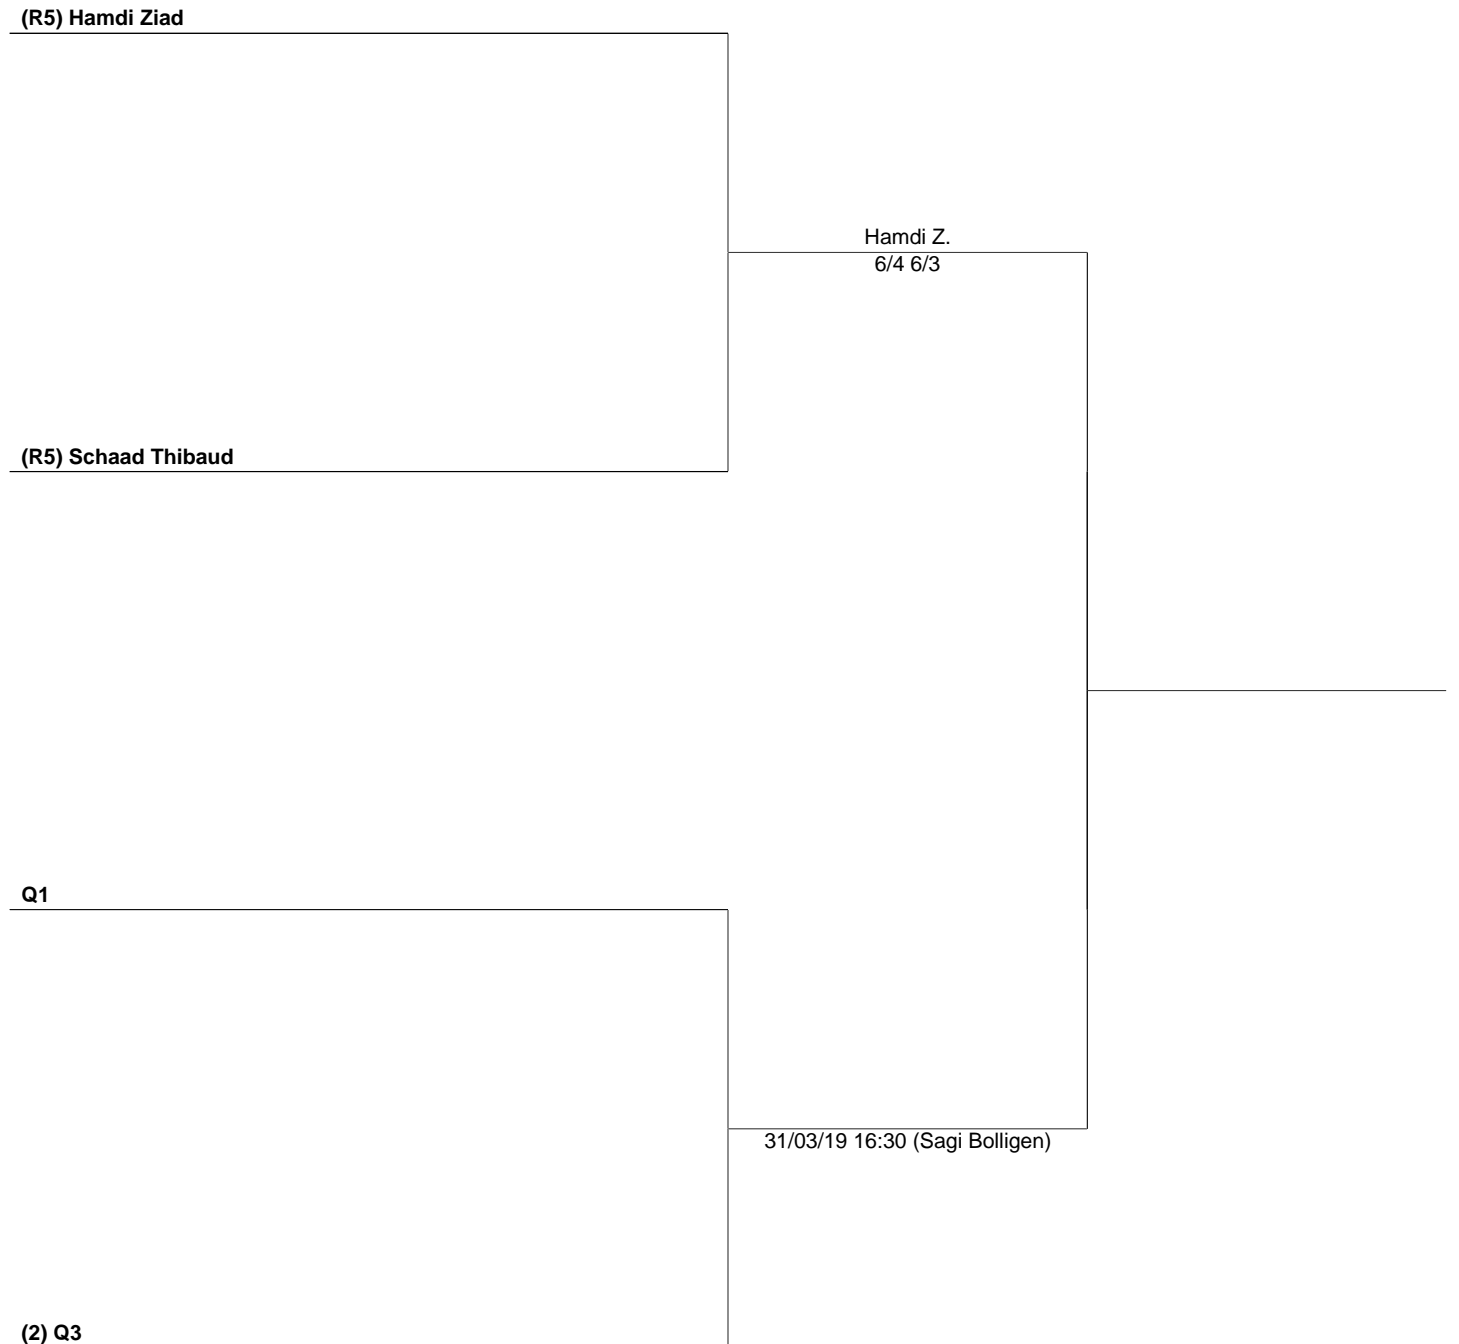 (R5) Hamdi Ziad
Hamdi Z.
6/4 6/3
(R5) Schaad Thibaud
Q1
31/03/19 16:30 (Sagi Bolligen)
(2) Q3